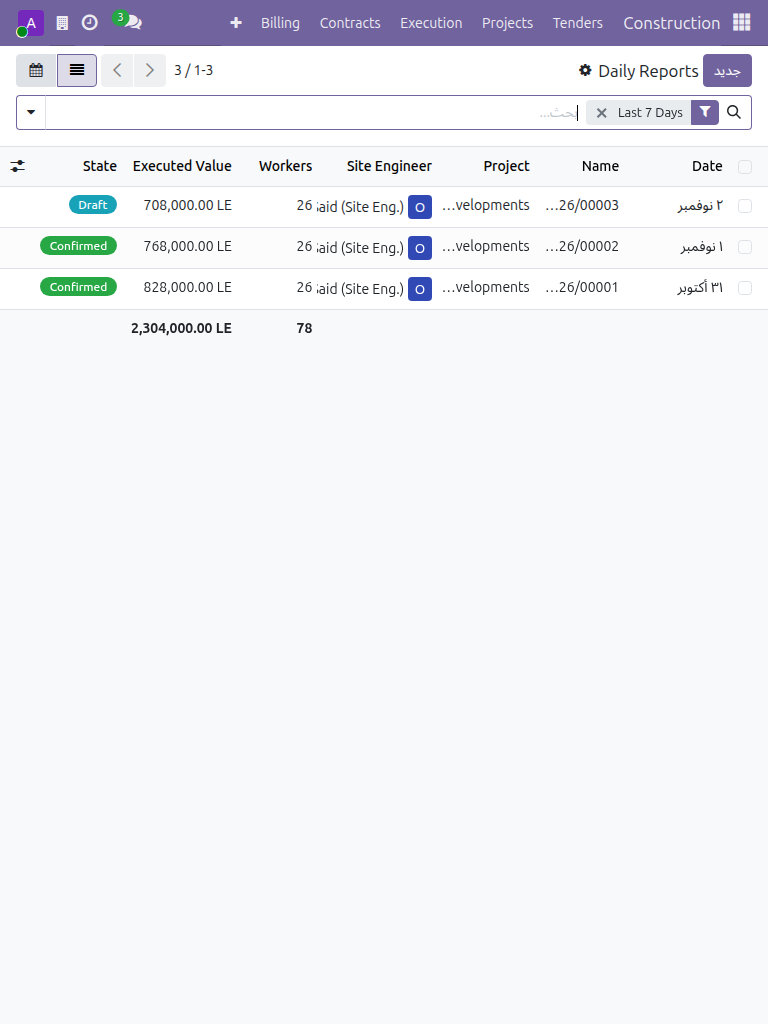 Construction Tenders Projects Execution Contracts Billing 3 A
جديد Daily Reports 3 / 1-3
Last 7 Days بحث...
Date Name Project Site Engineer Workers Executed Value State
٢ نوفمبر ...26/00003 ...velopments O (Site Eng.) 26 708,000.00 LE Draft
١ نوفمبر ...26/00002 ...velopments O (Site Eng.) 26 768,000.00 LE Confirmed
٣١ أكتوبر ...26/00001 ...velopments O (Site Eng.) 26 828,000.00 LE Confirmed
78 2,304,000.00 LE